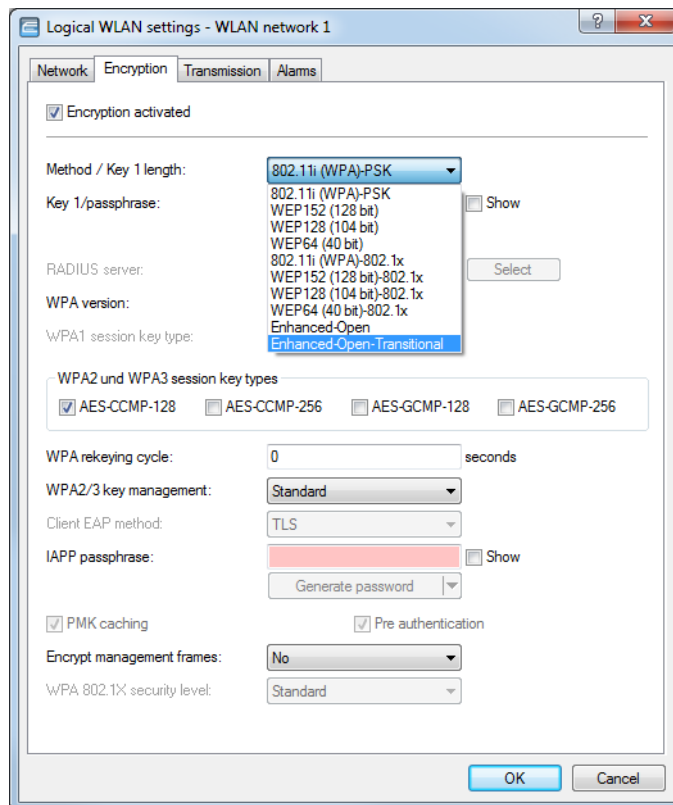 Logical WLAN settings - WLAN network 1
Network Encryption Transmission Alarms
Encryption activated
Method / Key 1 length: 802.11i (WPA)-PSK
802.11i (WPA)-PSK
Key 1/passphrase: Show
WEP152 (128 bit)
WEP128 (104 bit)
WEP64 (40 bit)
802.11i (WPA)-802.1x
RADIUS server: Select
WEP152 (128 bit)-802.1x
WEP128 (104 bit)-802.1x
WPA version:
WEP64 (40 bit)-802.1x
Enhanced-Open
WPA1 session key type:
Enhanced-Open-Transitional
WPA2 und WPA3 session key types
AES-CCMP-128 AES-CCMP-256 AES-GCMP-128 AES-GCMP-256
WPA rekeying cycle: 0 seconds
WPA2/3 key management: Standard
Client EAP method: TLS
IAPP passphrase: Show
Generate password
PMK caching Pre authentication
Encrypt management frames: No
WPA 802.1X security level: Standard
OK Cancel